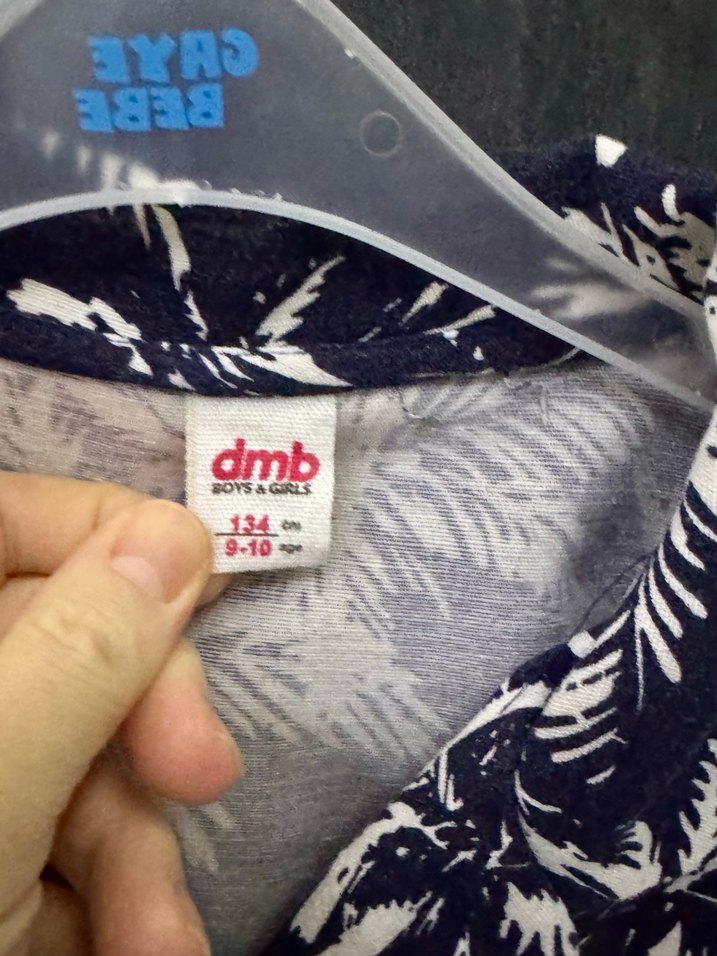 GAYE
BEBE
dmb
BOYS & GIRLS
134 cm
9-10 age